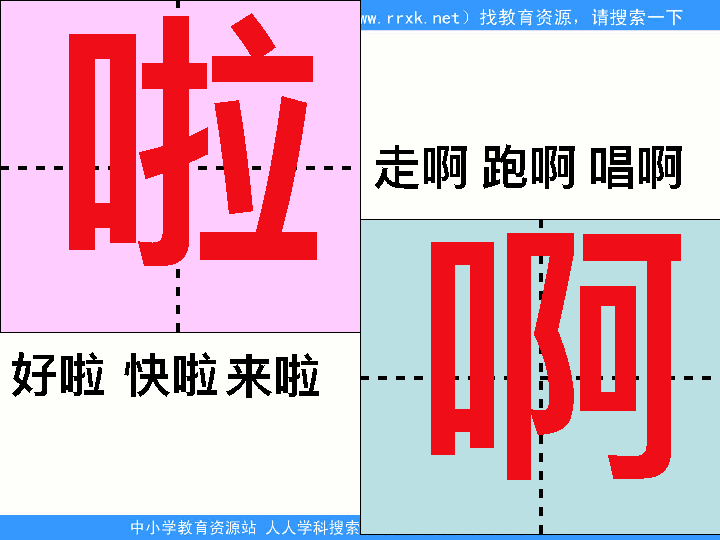 ww.rrxk.net）找教育资源，请搜索一下
啦
走啊 跑啊 唱啊
啊
好啦 快啦 来啦
中小学教育资源站 人人学科搜索